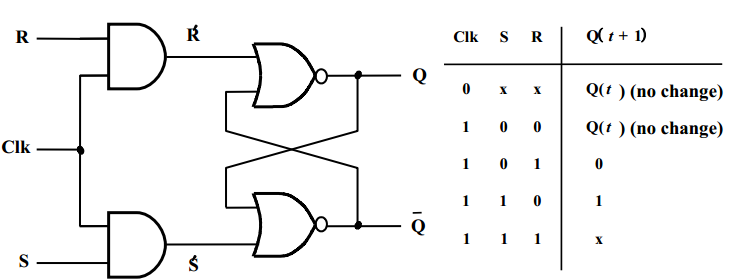 R
R′
Q
Clk
S
S′
Q̅
Clk S R Q( t + 1)
0 x x Q(t ) (no change)
1 0 0 Q(t ) (no change)
1 0 1 0
1 1 0 1
1 1 1 x